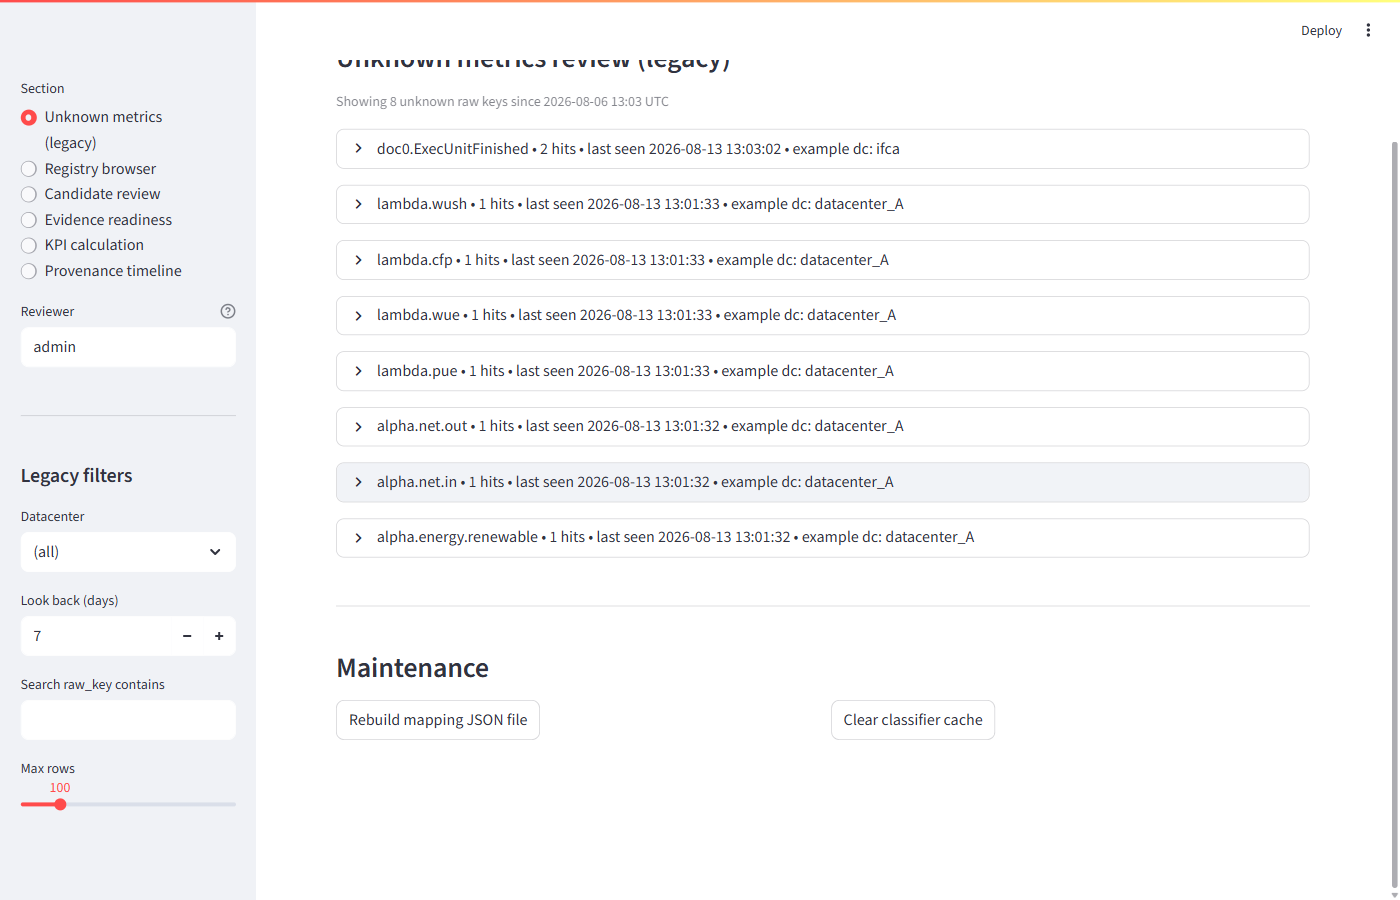 Deploy
Section
Unknown metrics
(legacy)
Registry browser
Candidate review
Evidence readiness
KPI calculation
Provenance timeline
Reviewer
admin
Legacy filters
Datacenter
(all)
Look back (days)
7
Search raw_key contains
Max rows
100
Unknown metrics review (legacy)
Showing 8 unknown raw keys since 2026-08-06 13:03 UTC
doc0.ExecUnitFinished • 2 hits • last seen 2026-08-13 13:03:02 • example dc: ifca
lambda.wush • 1 hits • last seen 2026-08-13 13:01:33 • example dc: datacenter_A
lambda.cfp • 1 hits • last seen 2026-08-13 13:01:33 • example dc: datacenter_A
lambda.wue • 1 hits • last seen 2026-08-13 13:01:33 • example dc: datacenter_A
lambda.pue • 1 hits • last seen 2026-08-13 13:01:33 • example dc: datacenter_A
alpha.net.out • 1 hits • last seen 2026-08-13 13:01:32 • example dc: datacenter_A
alpha.net.in • 1 hits • last seen 2026-08-13 13:01:32 • example dc: datacenter_A
alpha.energy.renewable • 1 hits • last seen 2026-08-13 13:01:32 • example dc: datacenter_A
Maintenance
Rebuild mapping JSON file
Clear classifier cache